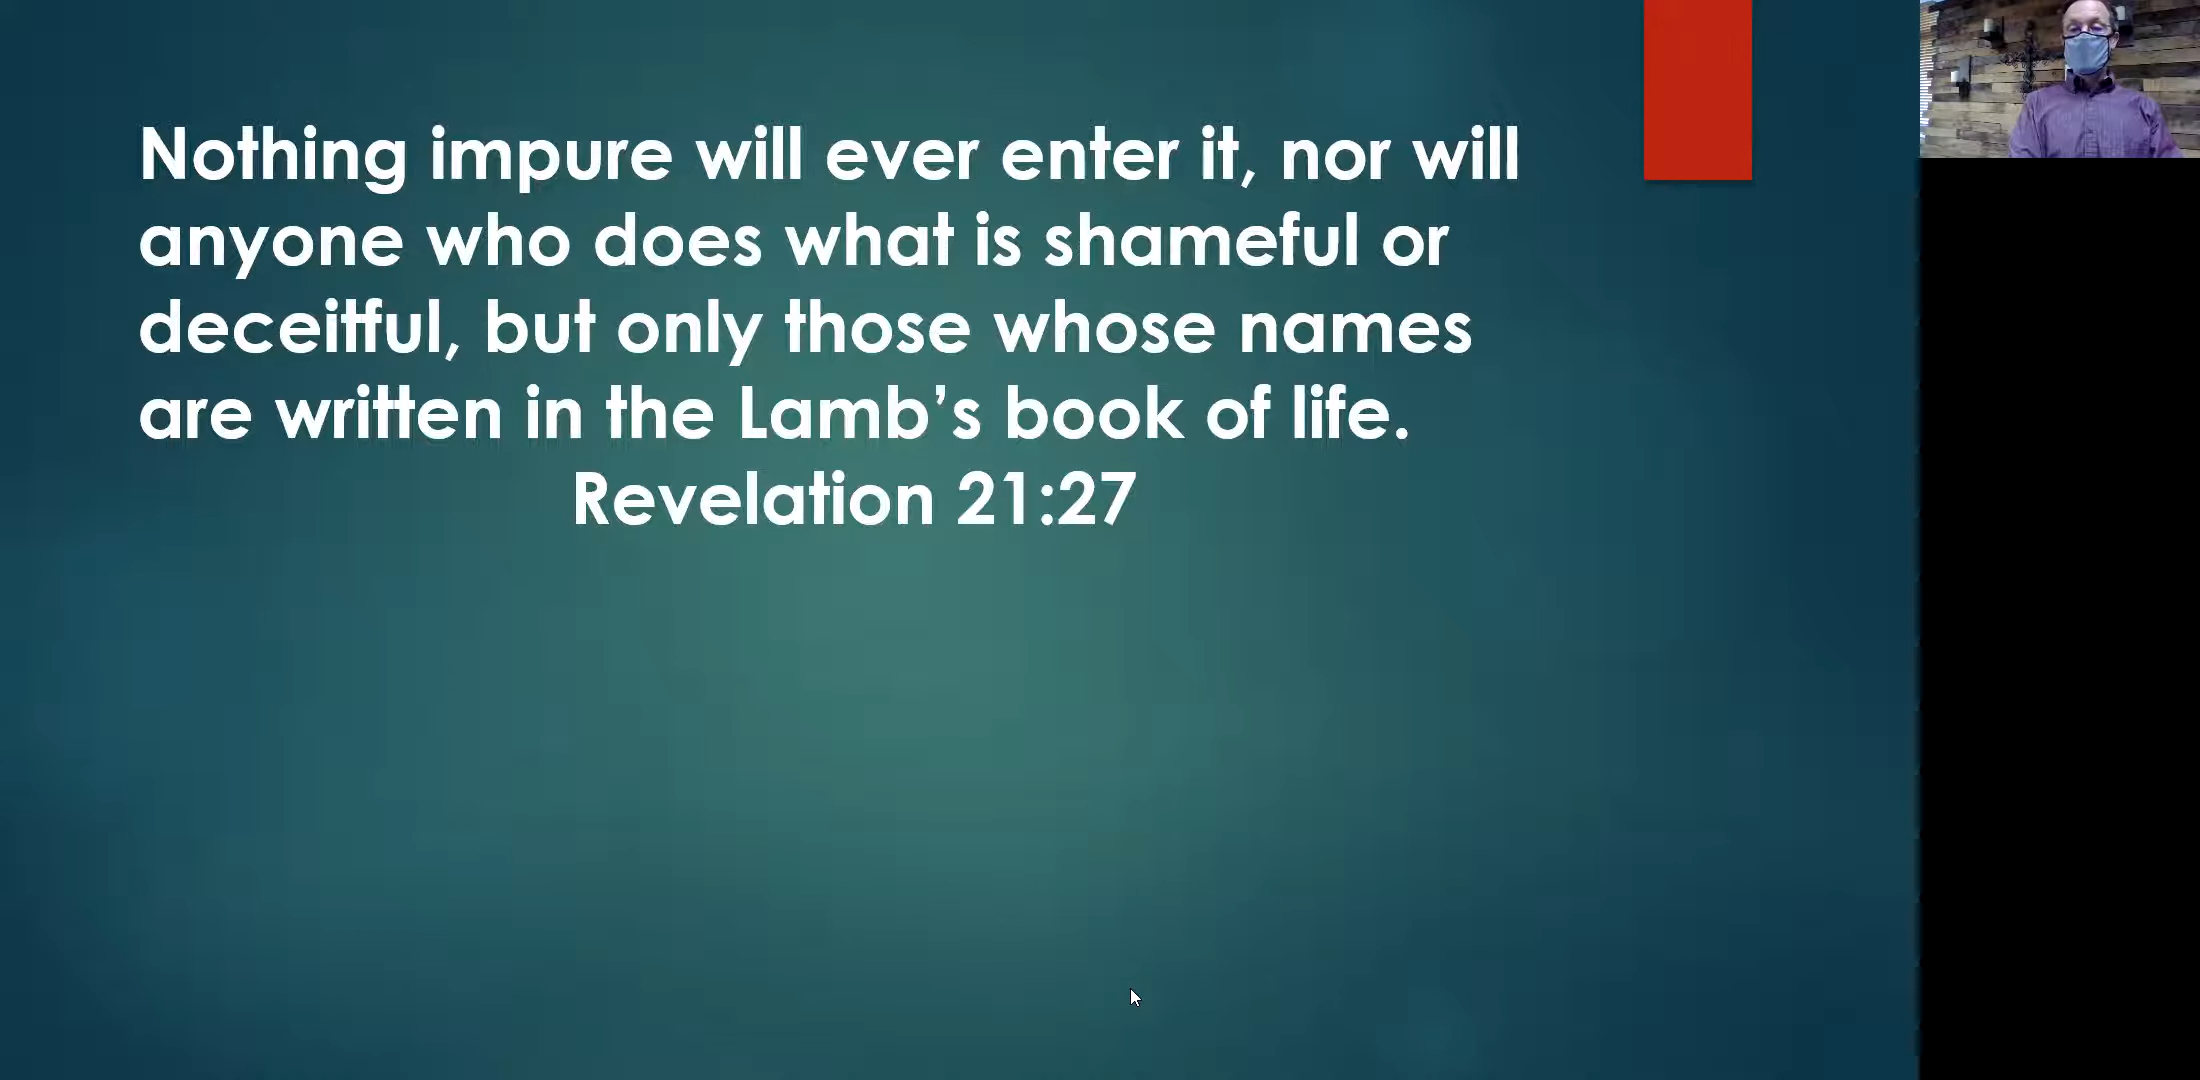 Nothing impure will ever enter it, nor will
anyone who does what is shameful or
deceitful, but only those whose names
are written in the Lamb’s book of life.
Revelation 21:27